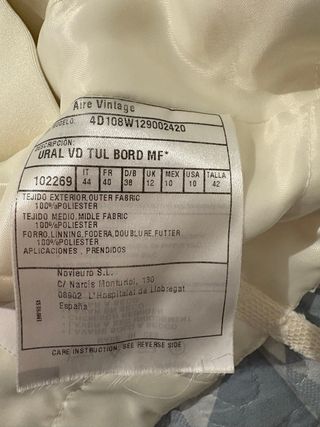 Aire Vintage
MODELO: 4D108W129002420
DESCRIPCION:
URAL VD TUL BORD MF*
102269 IT 44 FR 40 D/B 38 UK 12 MEX 10 USA 10 TALLA 42
TEJIDO EXTERIOR,OUTER FABRIC
100%POLIESTER
TEJIDO MEDIO,MIDLE FABRIC
100%POLIESTER
FORRO,LINNING,FODERA,DOUBLURE,FUTTER
100%POLIESTER
APLICACIONES , PRENDIDOS
Novieuro S.L.
C/ Narcis Monturiol, 130
08902 L'Hospitalet de Llobregat
España
CARE INSTRUCTION: SEE REVERSE SIDE